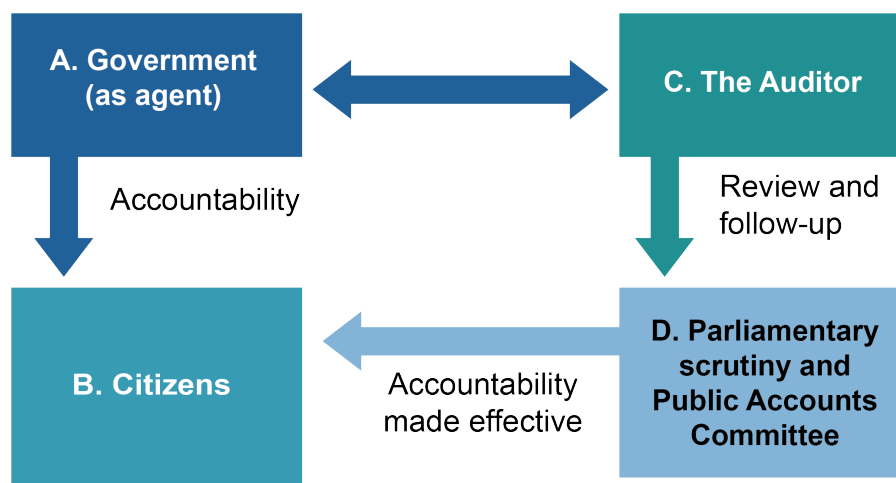 A. Government
(as agent)
C. The Auditor
Accountability
Review and
follow-up
B. Citizens
Accountability
made effective
D. Parliamentary
scrutiny and
Public Accounts
Committee